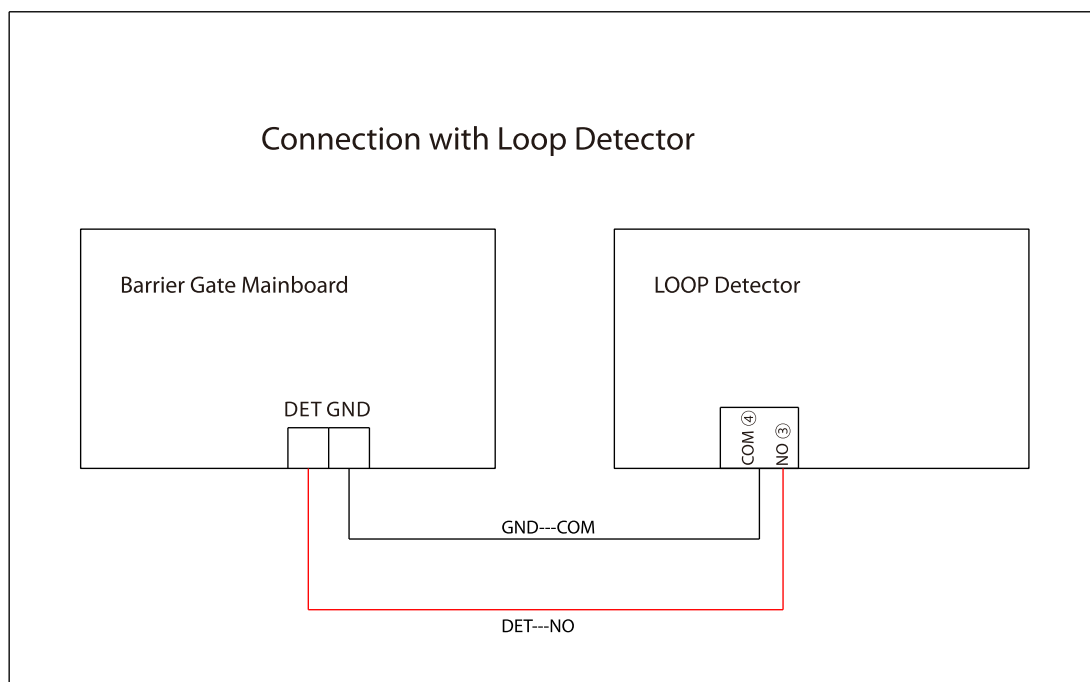 Connection with Loop Detector
Barrier Gate Mainboard
LOOP Detector
DET GND
COM ④
NO ③
GND---COM
DET---NO